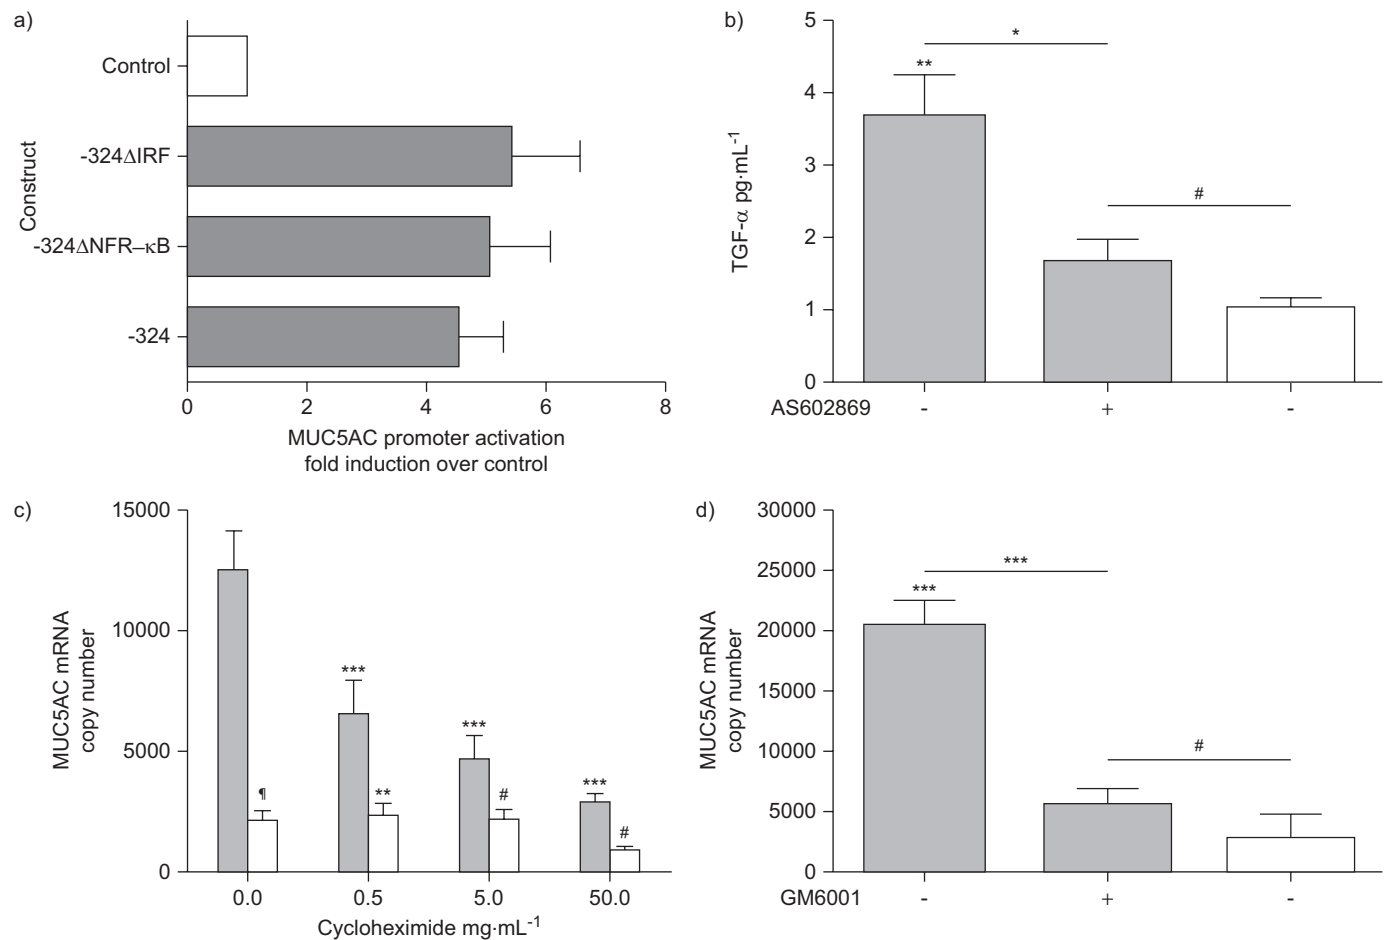 a)
Construct
Control
-324ΔIRF
-324ΔNFR–κB
-324
0 2 4 6 8
MUC5AC promoter activation
fold induction over control
b)
TGF-α pg·mL-1
5
4
3
2
1
0
*
**
#
AS602869 - + -
c)
MUC5AC mRNA
copy number
15000
10000
5000
0
¶
***
**
***
#
***
#
0.0 0.5 5.0 50.0
Cycloheximide mg·mL-1
d)
MUC5AC mRNA
copy number
30000
25000
20000
15000
10000
5000
0
***
***
#
GM6001 - + -